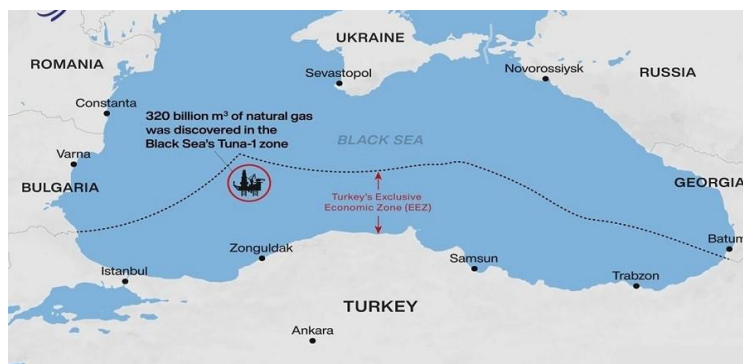 UKRAINE
ROMANIA
Sevastopol
Novorossiysk
RUSSIA
Constanta
320 billion m³ of natural gas
was discovered in the
Black Sea's Tuna-1 zone
BLACK SEA
Varna
BULGARIA
GEORGIA
Turkey's Exclusive
Economic Zone (EEZ)
Zonguldak
Batum
Istanbul
Samsun
Trabzon
TURKEY
Ankara